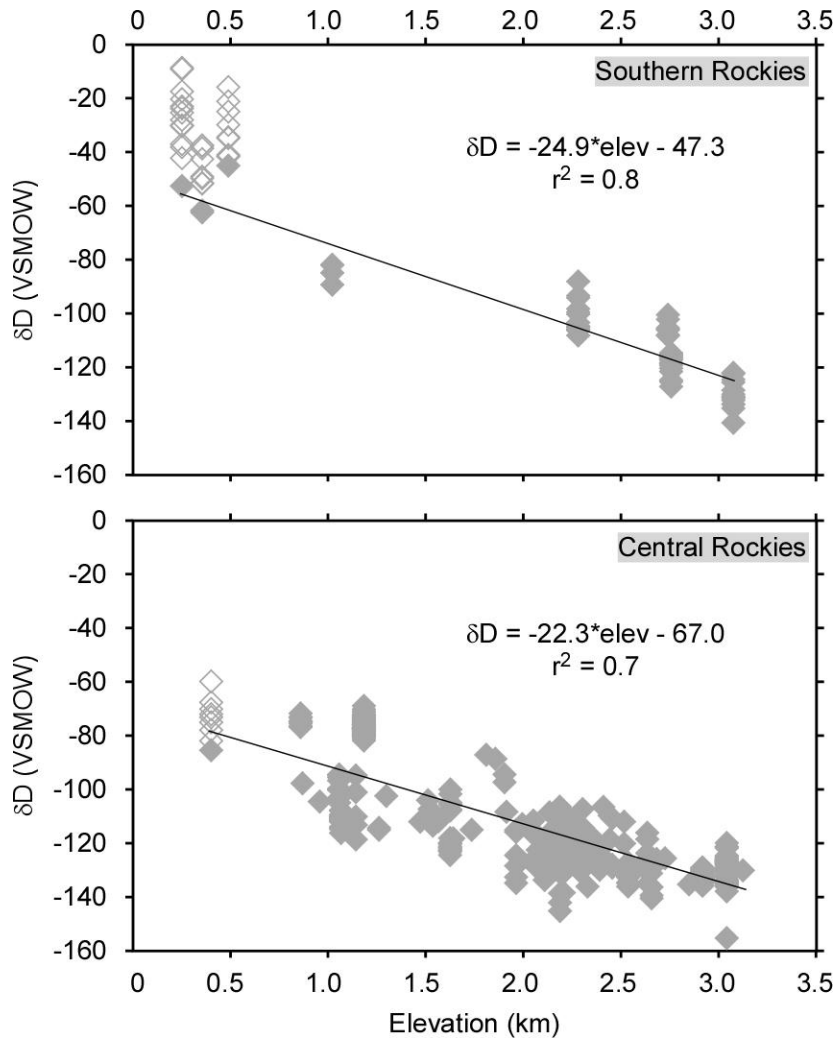 0 0.5 1.0 1.5 2.0 2.5 3.0 3.5
0
-20
-40
-60
-80
-100
-120
-140
-160
δD (VSMOW)
Southern Rockies
δD = -24.9*elev - 47.3
r² = 0.8
0
-20
-40
-60
-80
-100
-120
-140
-160
δD (VSMOW)
Central Rockies
δD = -22.3*elev - 67.0
r² = 0.7
0 0.5 1.0 1.5 2.0 2.5 3.0 3.5
Elevation (km)